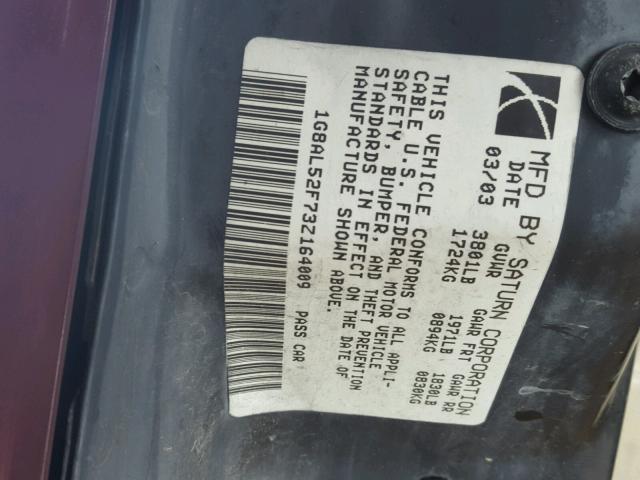 MFD BY SATURN CORPORATION
DATE GVWR GAWR FRT GAWR RR
03/03 3801LB 1971LB 1830LB
1724KG 0894KG 0830KG
THIS VEHICLE CONFORMS TO ALL APPLI-
CABLE U.S. FEDERAL MOTOR VEHICLE
SAFETY, BUMPER, AND THEFT PREVENTION
STANDARDS IN EFFECT ON THE DATE OF
MANUFACTURE SHOWN ABOVE.
1G8AL52F73Z164009 PASS CAR